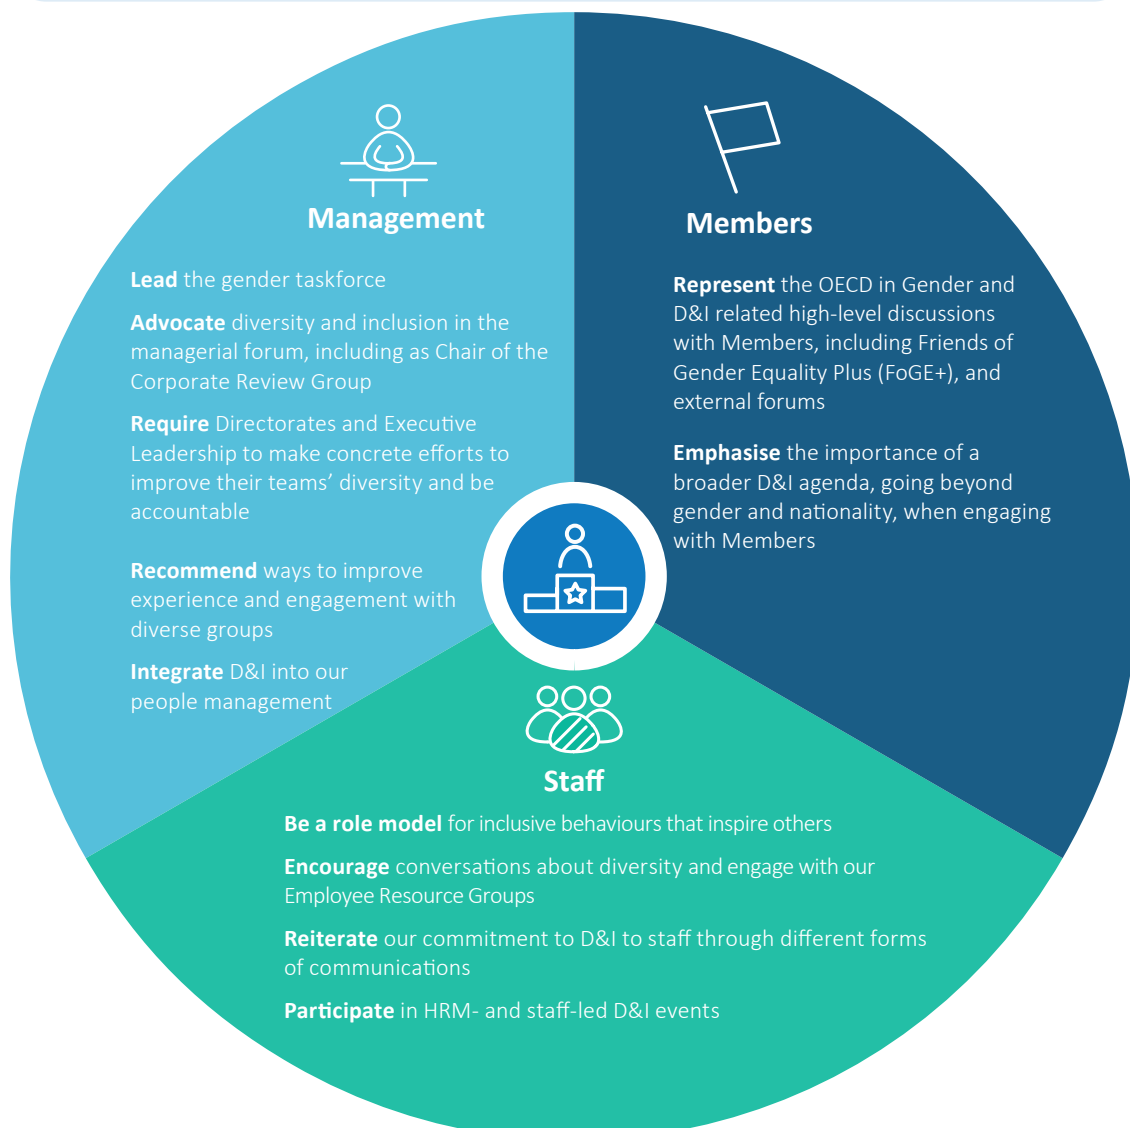 Management
Lead the gender taskforce
Advocate diversity and inclusion in the
managerial forum, including as Chair of the
Corporate Review Group
Require Directorates and Executive
Leadership to make concrete efforts to
improve their teams’ diversity and be
accountable
Recommend ways to improve
experience and engagement with
diverse groups
Integrate D&I into our
people management
Members
Represent the OECD in Gender and
D&I related high-level discussions
with Members, including Friends of
Gender Equality Plus (FoGE+), and
external forums
Emphasise the importance of a
broader D&I agenda, going beyond
gender and nationality, when engaging
with Members
Staff
Be a role model for inclusive behaviours that inspire others
Encourage conversations about diversity and engage with our
Employee Resource Groups
Reiterate our commitment to D&I to staff through different forms
of communications
Participate in HRM- and staff-led D&I events